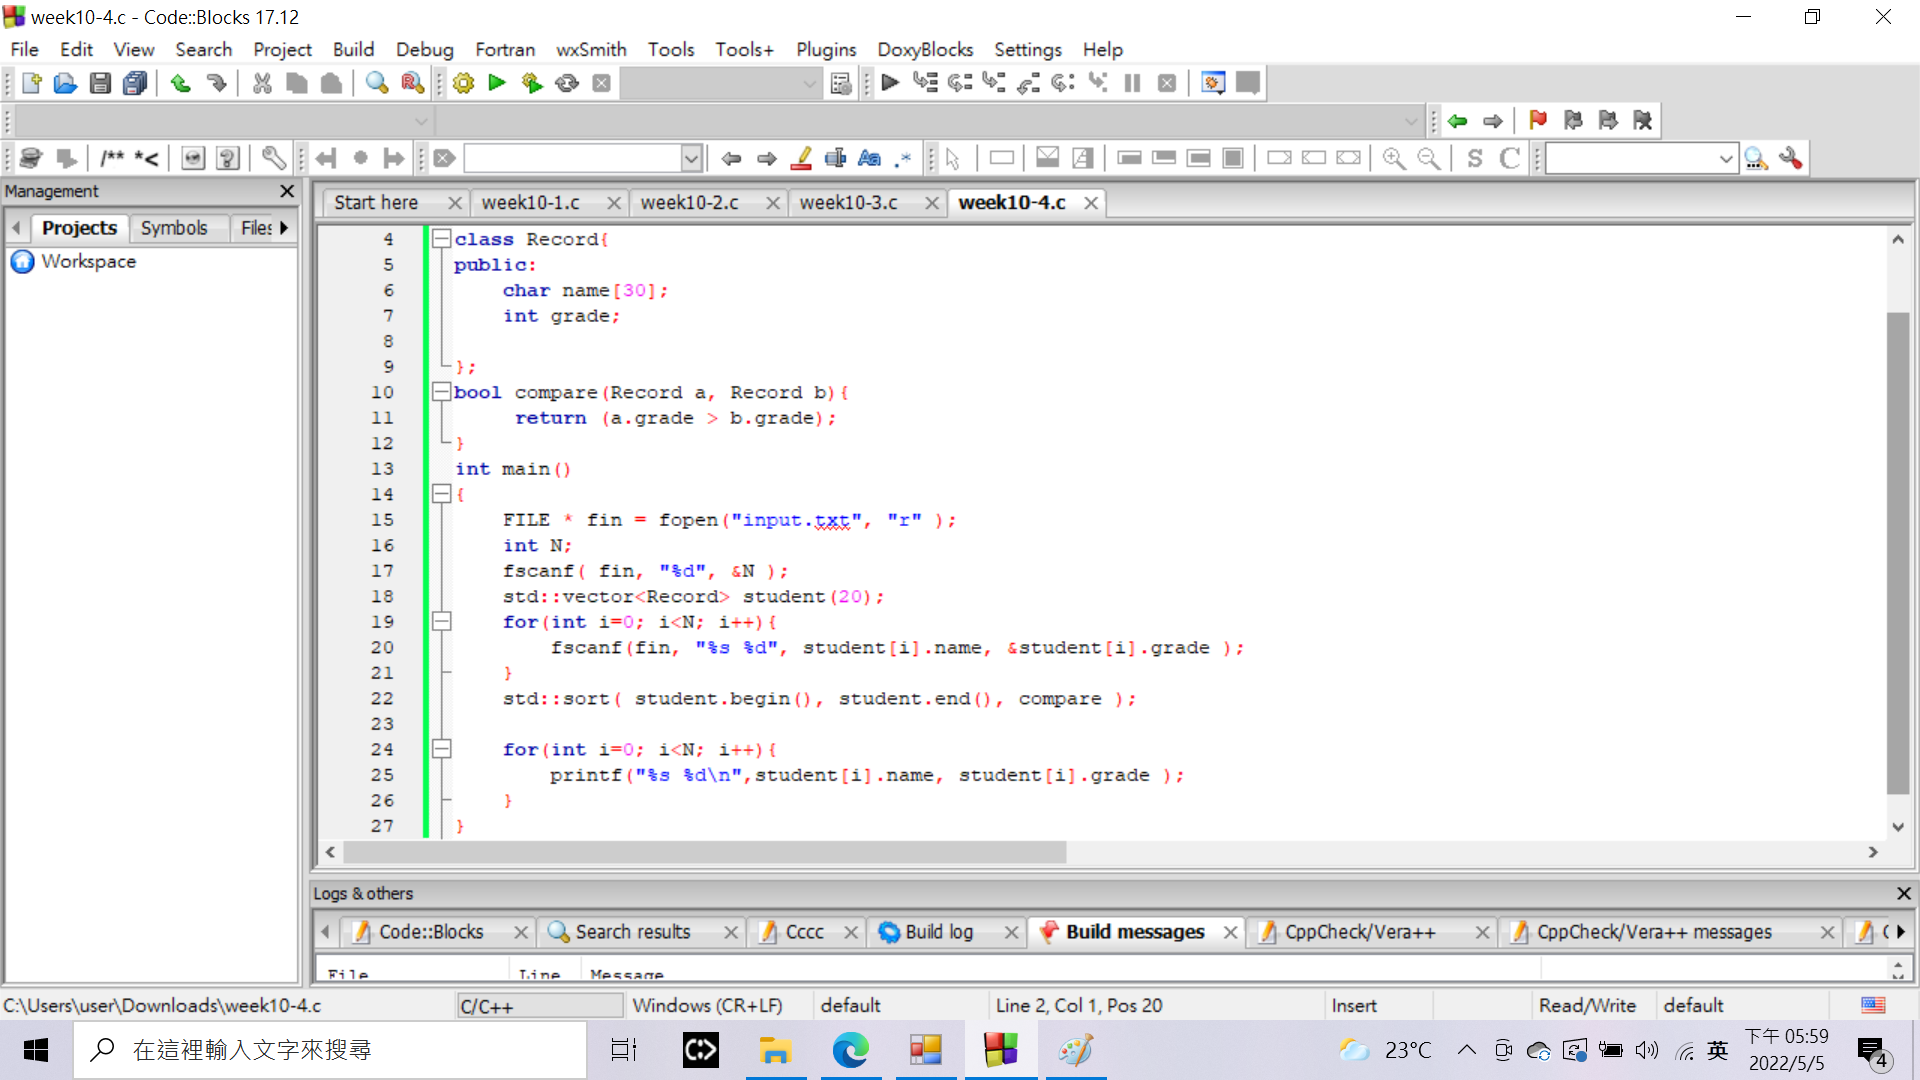 week10-4.c - Code::Blocks 17.12
File Edit View Search Project Build Debug Fortran wxSmith Tools Tools+ Plugins DoxyBlocks Settings Help
/** *<
S C
Management
Start here week10-1.c week10-2.c week10-3.c week10-4.c
Projects Symbols Files
Workspace
4 class Record{
5 public:
6 char name[30];
7 int grade;
8
9 };
10 bool compare(Record a, Record b){
11 return (a.grade > b.grade);
12 }
13 int main()
14 {
15 FILE * fin = fopen("input.txt", "r" );
16 int N;
17 fscanf( fin, "%d", &N );
18 std::vector<Record> student(20);
19 for(int i=0; i<N; i++){
20 fscanf(fin, "%s %d", student[i].name, &student[i].grade );
21 }
22 std::sort( student.begin(), student.end(), compare );
23
24 for(int i=0; i<N; i++){
25 printf("%s %d\n",student[i].name, student[i].grade );
26 }
27 }
Logs & others
Code::Blocks Search results Cccc Build log Build messages CppCheck/Vera++ CppCheck/Vera++ messages
File Line Message
C:\Users\user\Downloads\week10-4.c C/C++ Windows (CR+LF) default Line 2, Col 1, Pos 20 Insert Read/Write default
在這裡輸入文字來搜尋
23°C
英
下午 05:59
2022/5/5
4